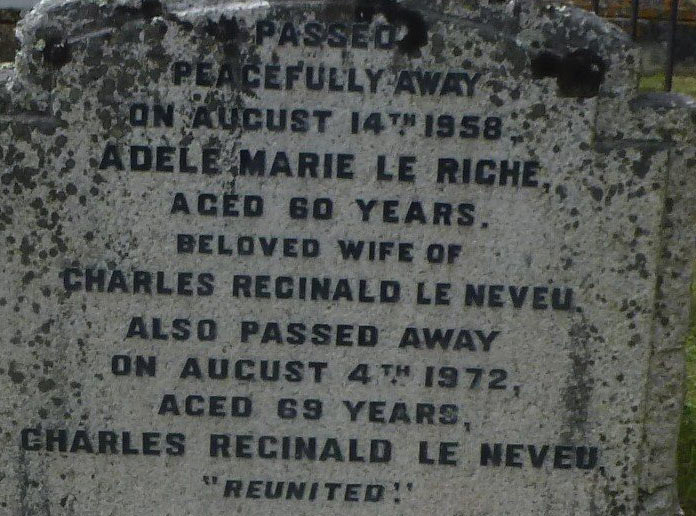 PASSED
PEACEFULLY AWAY
ON AUGUST 14TH 1958,
ADELE MARIE LE RICHE,
AGED 60 YEARS.
BELOVED WIFE OF
CHARLES REGINALD LE NEVEU,
ALSO PASSED AWAY
ON AUGUST 4TH 1972,
AGED 69 YEARS,
CHARLES REGINALD LE NEVEU,
"REUNITED."